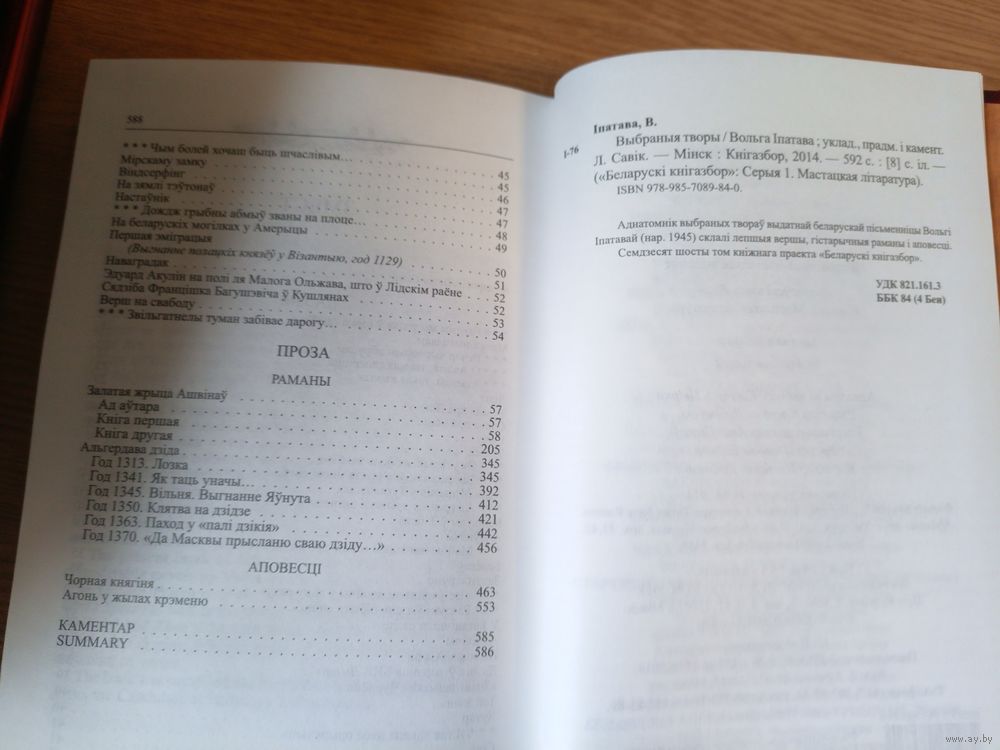 588
* * * Чым болей хочаш быць шчаслівым… 45
Мірскаму замку 45
Віндсерфінг 46
На зямлі тэўтонаў 47
Настаўнік 47
* * * Дождж грыбны абмыў званы на плоце… 48
На беларускіх могілках у Амерыцы 49
Першая эміграцыя
(Выгнанне полацкіх князёў у Візантыю, год 1129) 50
Наваградак 51
Эдуард Акулін на полі ля Малога Ольжава, што ў Лідскім раёне 52
Сядзіба Францішка Багушэвіча ў Кушлянах 52
Верш на свабоду 53
* * * Звільгатнелы туман забівае дарогу… 54
ПРОЗА
РАМАНЫ
Залатая жрыца Ашвінаў 57
Ад аўтара 57
Кніга першая 58
Кніга другая 205
Альгердава дзіда 345
Год 1313. Лозка 345
Год 1341. Як таць уначы… 392
Год 1345. Вільня. Выгнанне Яўнута 412
Год 1350. Клятва на дзідзе 421
Год 1363. Паход у «палі дзікія» 442
Год 1370. «Да Масквы прысланю сваю дзіду…» 456
АПОВЕСЦІ
Чорная княгіня 463
Агонь у жылах крэменю 553
КАМЕНТАР 585
SUMMARY 586
Іпатава, В.
І-76 Выбраныя творы / Вольга Іпатава ; уклад., прадм. і камент.
Л. Савік. — Мінск : Кнігазбор, 2014. — 592 с. : [8] с. іл. —
(«Беларускі кнігазбор»: Серыя 1. Мастацкая літаратура).
ISBN 978-985-7089-84-0.
Аднатомнік выбраных твораў выдатнай беларускай пісьменніцы Вольгі
Іпатавай (нар. 1945) склалі лепшыя вершы, гістарычныя раманы і аповесці.
Семдзесят шосты том кніжнага праекта «Беларускі кнігазбор».
УДК 821.161.3
ББК 84 (4 Беи)
www.ay.by